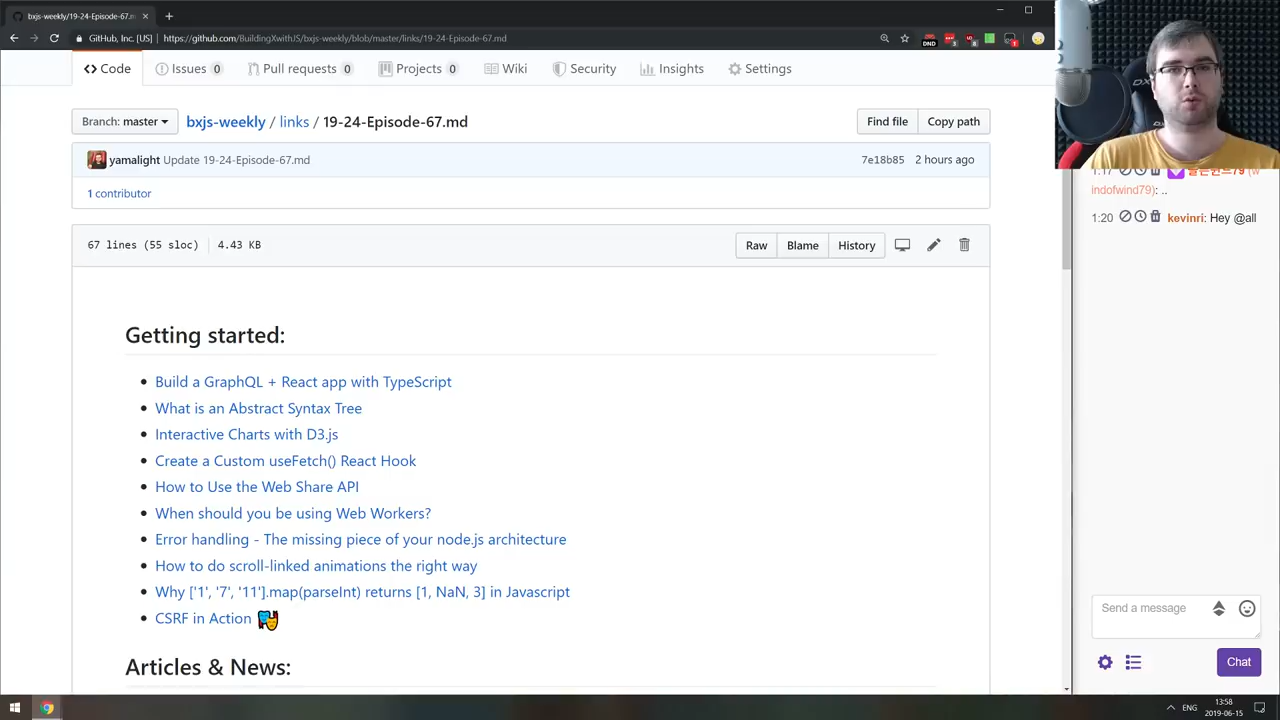 bxjs-weekly/19-24-Episode-67.m
GitHub, Inc. [US] | https://github.com/BuildingXwithJS/bxjs-weekly/blob/master/links/19-24-Episode-67.md
DND
Code Issues 0 Pull requests 0 Projects 0 Wiki Security Insights Settings
Branch: master bxjs-weekly / links / 19-24-Episode-67.md Find file Copy path
yamalight Update 19-24-Episode-67.md 7e18b85 2 hours ago
1 contributor
67 lines (55 sloc) 4.43 KB Raw Blame History
Getting started:
Build a GraphQL + React app with TypeScript
What is an Abstract Syntax Tree
Interactive Charts with D3.js
Create a Custom useFetch() React Hook
How to Use the Web Share API
When should you be using Web Workers?
Error handling - The missing piece of your node.js architecture
How to do scroll-linked animations the right way
Why ['1', '7', '11'].map(parseInt) returns [1, NaN, 3] in Javascript
CSRF in Action
Articles & News:
1:17
indofwind79): ..
1:20 kevinri: Hey @all
Send a message
Chat
ENG
13:58
2019-06-15